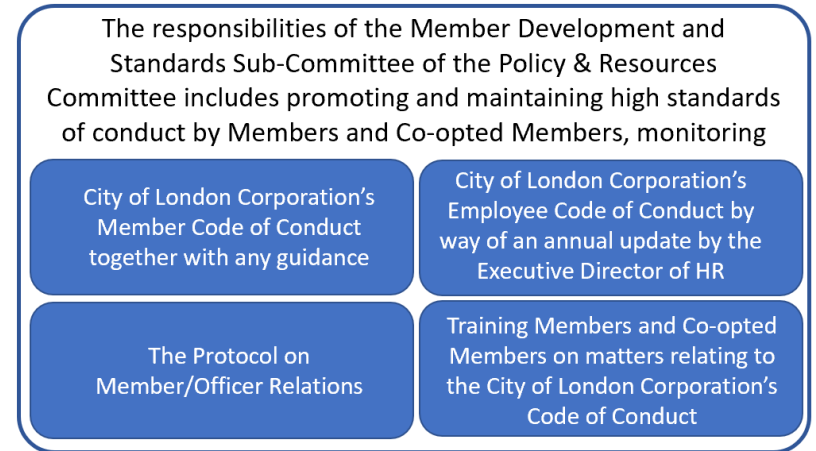 The responsibilities of the Member Development and
Standards Sub-Committee of the Policy & Resources
Committee includes promoting and maintaining high standards
of conduct by Members and Co-opted Members, monitoring
City of London Corporation’s
Member Code of Conduct
together with any guidance
City of London Corporation’s
Employee Code of Conduct by
way of an annual update by the
Executive Director of HR
The Protocol on
Member/Officer Relations
Training Members and Co-opted
Members on matters relating to
the City of London Corporation’s
Code of Conduct